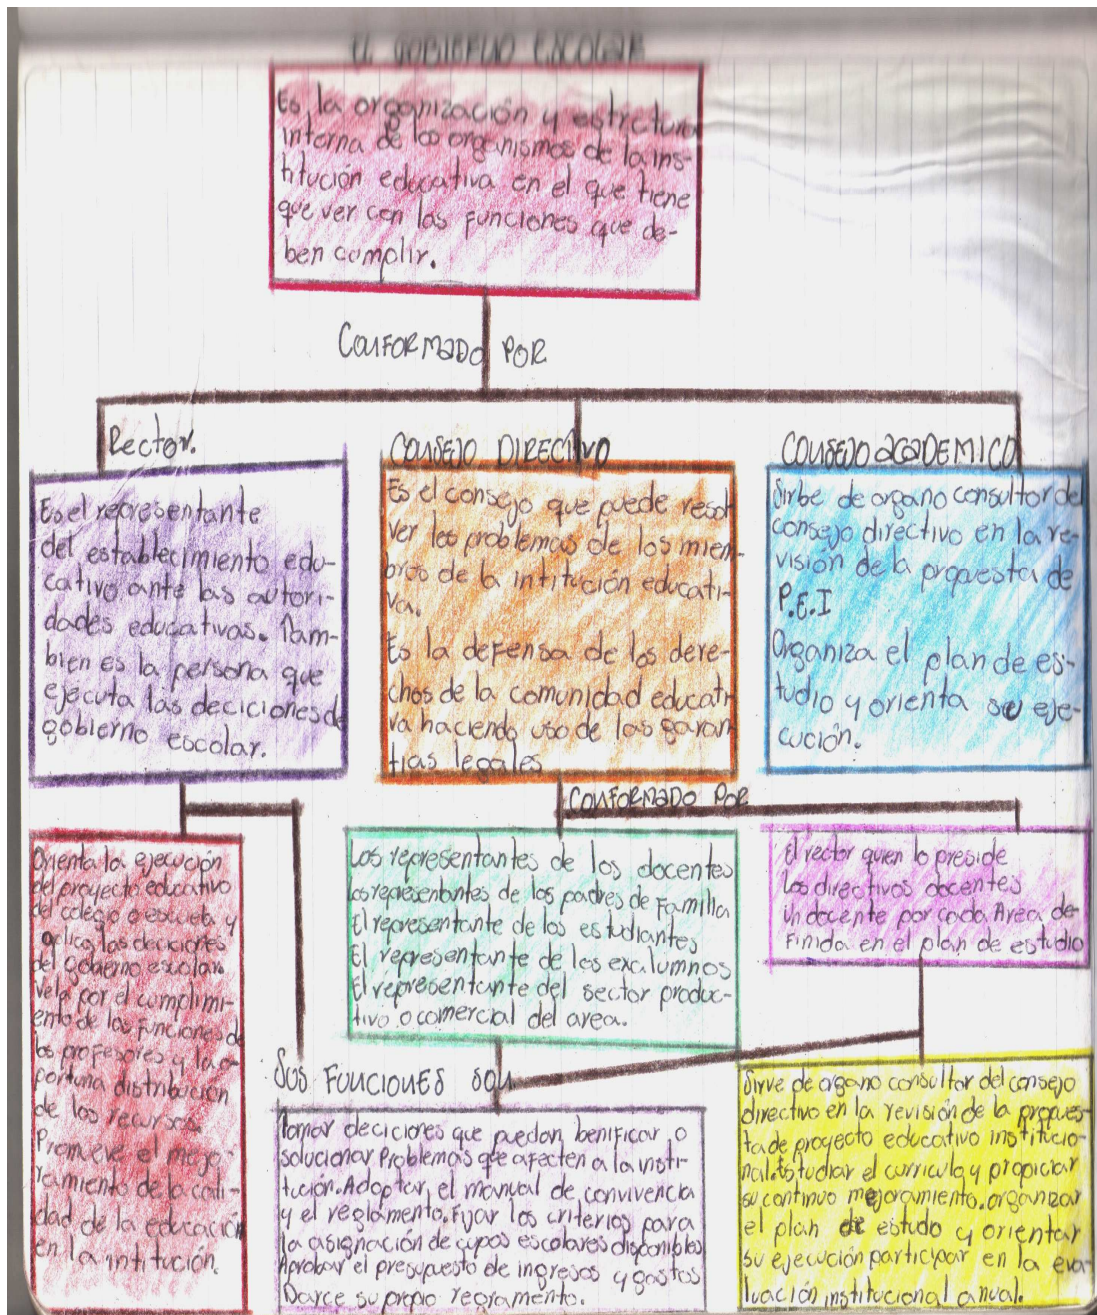 EL GOBIERNO ESCOLAR
Es la organización y estrctura
interna de los organismos de la ins-
titución educativa en el que tiene
que ver con las funciones que de-
ben cumplir.
CONFORMADO POR
Rector.
Es el representante
del establecimiento edu-
cativo ante las autori-
dades educativas. Tam-
bien es la persona que
ejecuta las deciciones de
gobierno escolar.
CONSEJO DIRECTIVO
Es el consejo que puede resol
ver los problemas de los miem-
bros de la intitución educati-
va.
Es la defensa de los dere-
chos de la comunidad educati
va haciendo uso de las garan
tias legales
CONSEJO ACADEMICO
Sirbe de organo consultor del
consejo directivo en la re-
visión de la propuesta de
P.E.I
Organiza el plan de es-
tudio y orienta su eje-
cución.
CONFORMADO POR
Orienta la ejecución
del proyecto educativo
del colegio o escuela y
aplica las deciciones
del gobierno escolar.
Vela por el cumplimi-
ento de las funciones de
los profesores y la o-
portuna distribución
de los recursos.
Promueve el mejo-
ramiento de la cali-
dad de la educación
en la intitución.
Los representantes de los docentes
Los representantes de los padres de Familia
El representante de los estudiantes
El representante de los exalumnos
El representante del sector produc-
tivo o comercial del area.
El rector quien lo preside
Los directivos docentes
Un docente por cada Area de-
Finida en el plan de estudio
SUS FUNCIONES SON
Tomar deciciones que puedan benificar o
solucionar Problemas que afecten a la insti-
tución. Adoptar el manual de convivencia
y el reglamento. Fijar los criterios para
la asignación de cupos escolares disponibles
Aprobar el presupuesto de ingresos y gastos
Darce su propio regramento.
Sirve de organo consultor del consejo
directivo en la revisión de la propues-
ta de proyecto educativo institucio-
nal. Estudiar el curriculo y propiciar
su continuo mejoramiento. organizar
el plan de estudo y orientar
su ejecución participar en la eva-
luación institucional anual.